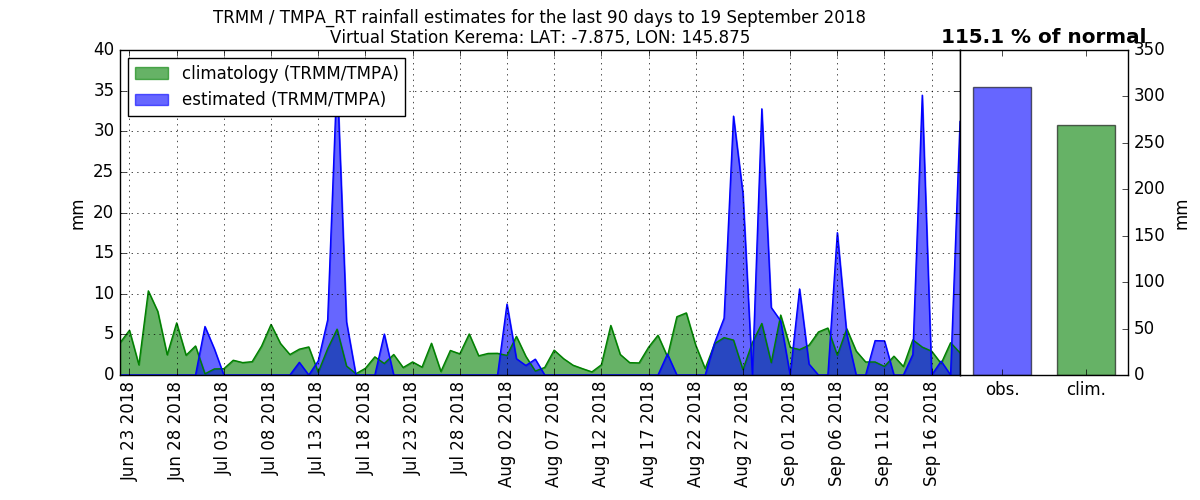 TRMM / TMPA_RT rainfall estimates for the last 90 days to 19 September 2018
Virtual Station Kerema: LAT: -7.875, LON: 145.875
115.1 % of normal
climatology (TRMM/TMPA)
estimated (TRMM/TMPA)
40
35
30
25
20
15
10
5
0
mm
350
300
250
200
150
100
50
0
mm
Jun 23 2018
Jun 28 2018
Jul 03 2018
Jul 08 2018
Jul 13 2018
Jul 18 2018
Jul 23 2018
Jul 28 2018
Aug 02 2018
Aug 07 2018
Aug 12 2018
Aug 17 2018
Aug 22 2018
Aug 27 2018
Sep 01 2018
Sep 06 2018
Sep 11 2018
Sep 16 2018
obs.
clim.